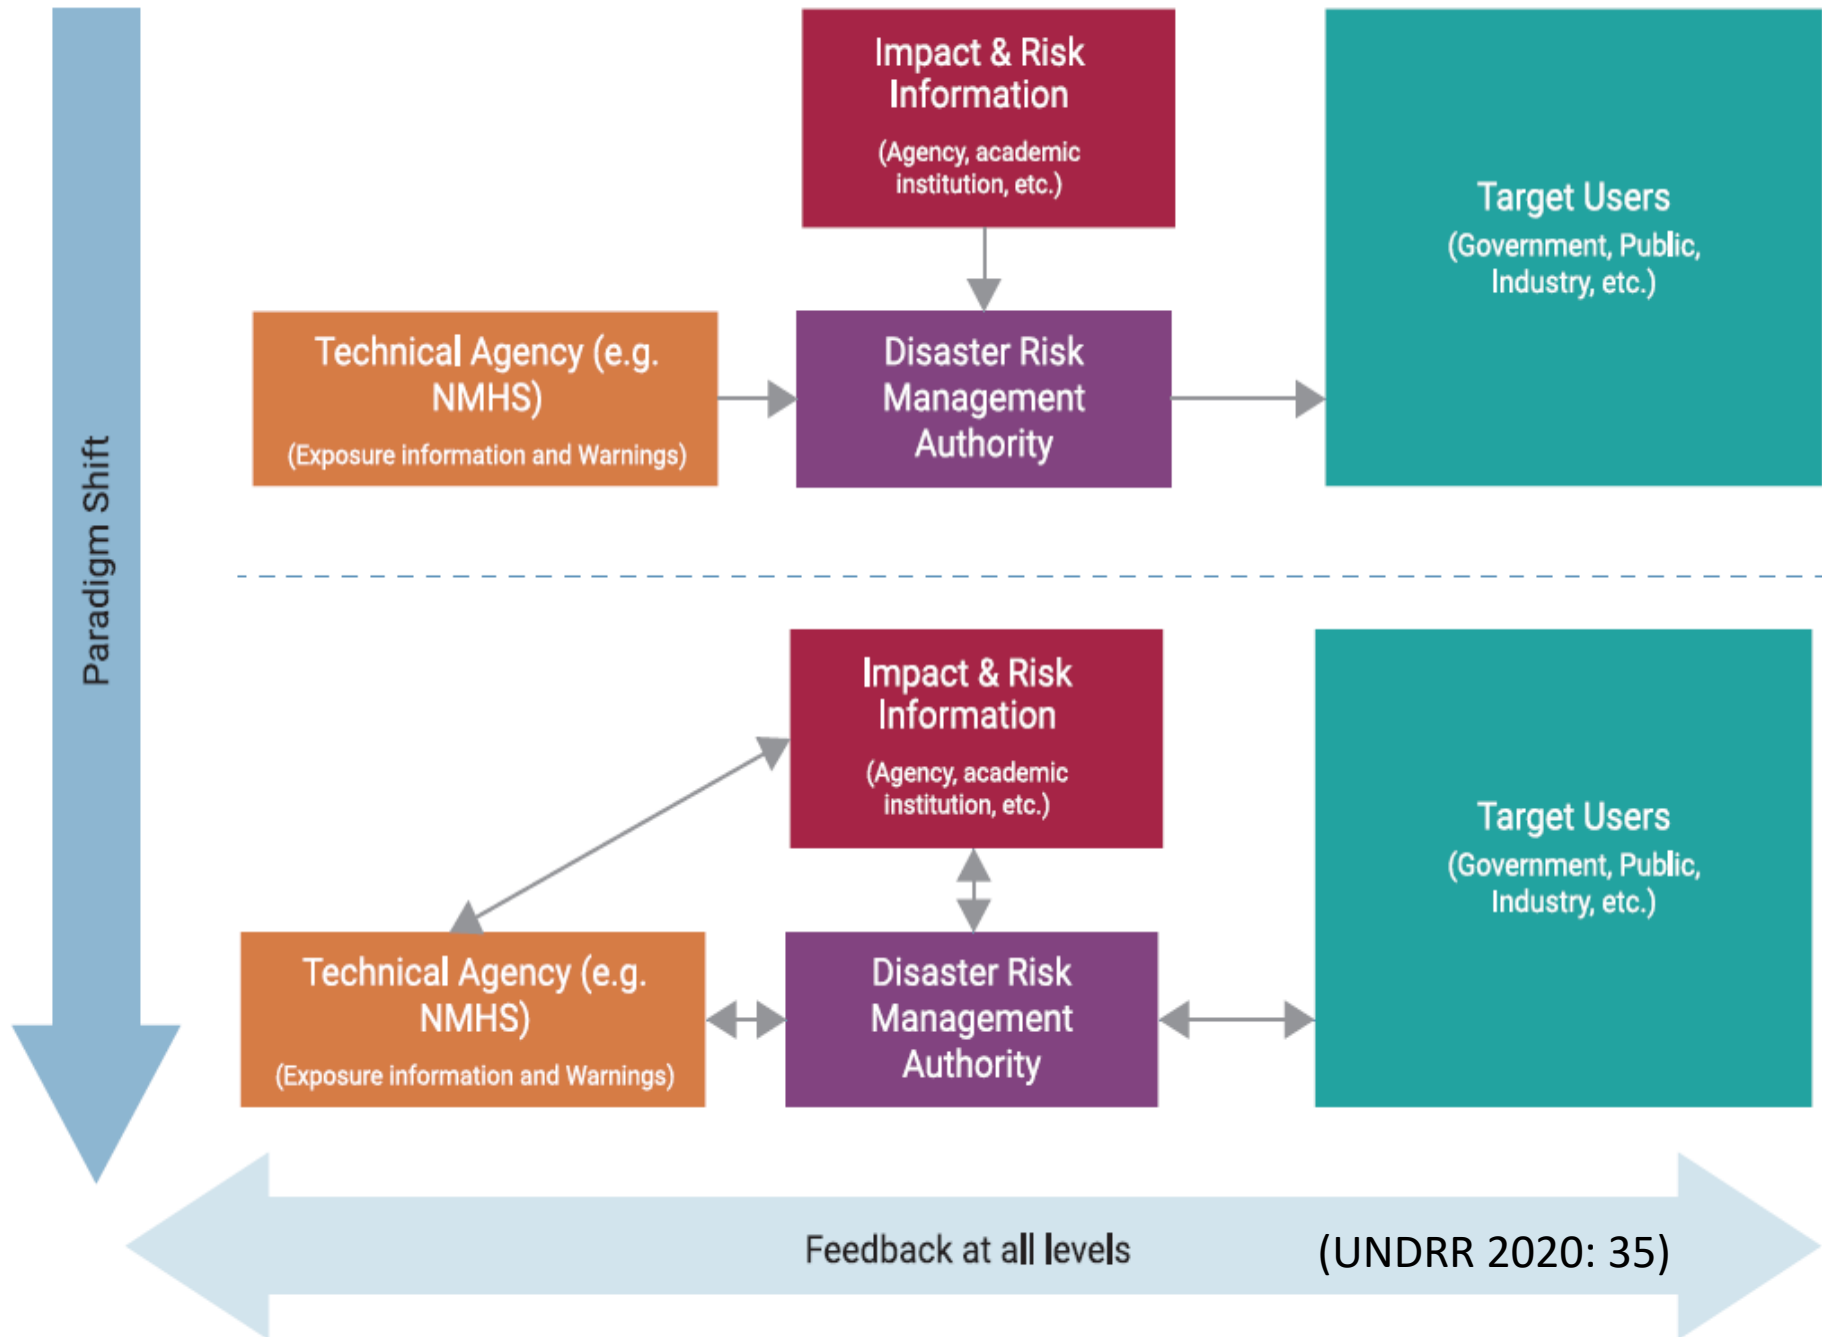 Paradigm Shift
Impact & Risk
Information
(Agency, academic
institution, etc.)
Target Users
(Government, Public,
Industry, etc.)
Technical Agency (e.g.
NMHS)
(Exposure information and Warnings)
Disaster Risk
Management
Authority
Impact & Risk
Information
(Agency, academic
institution, etc.)
Target Users
(Government, Public,
Industry, etc.)
Technical Agency (e.g.
NMHS)
(Exposure information and Warnings)
Disaster Risk
Management
Authority
Feedback at all levels
(UNDRR 2020: 35)